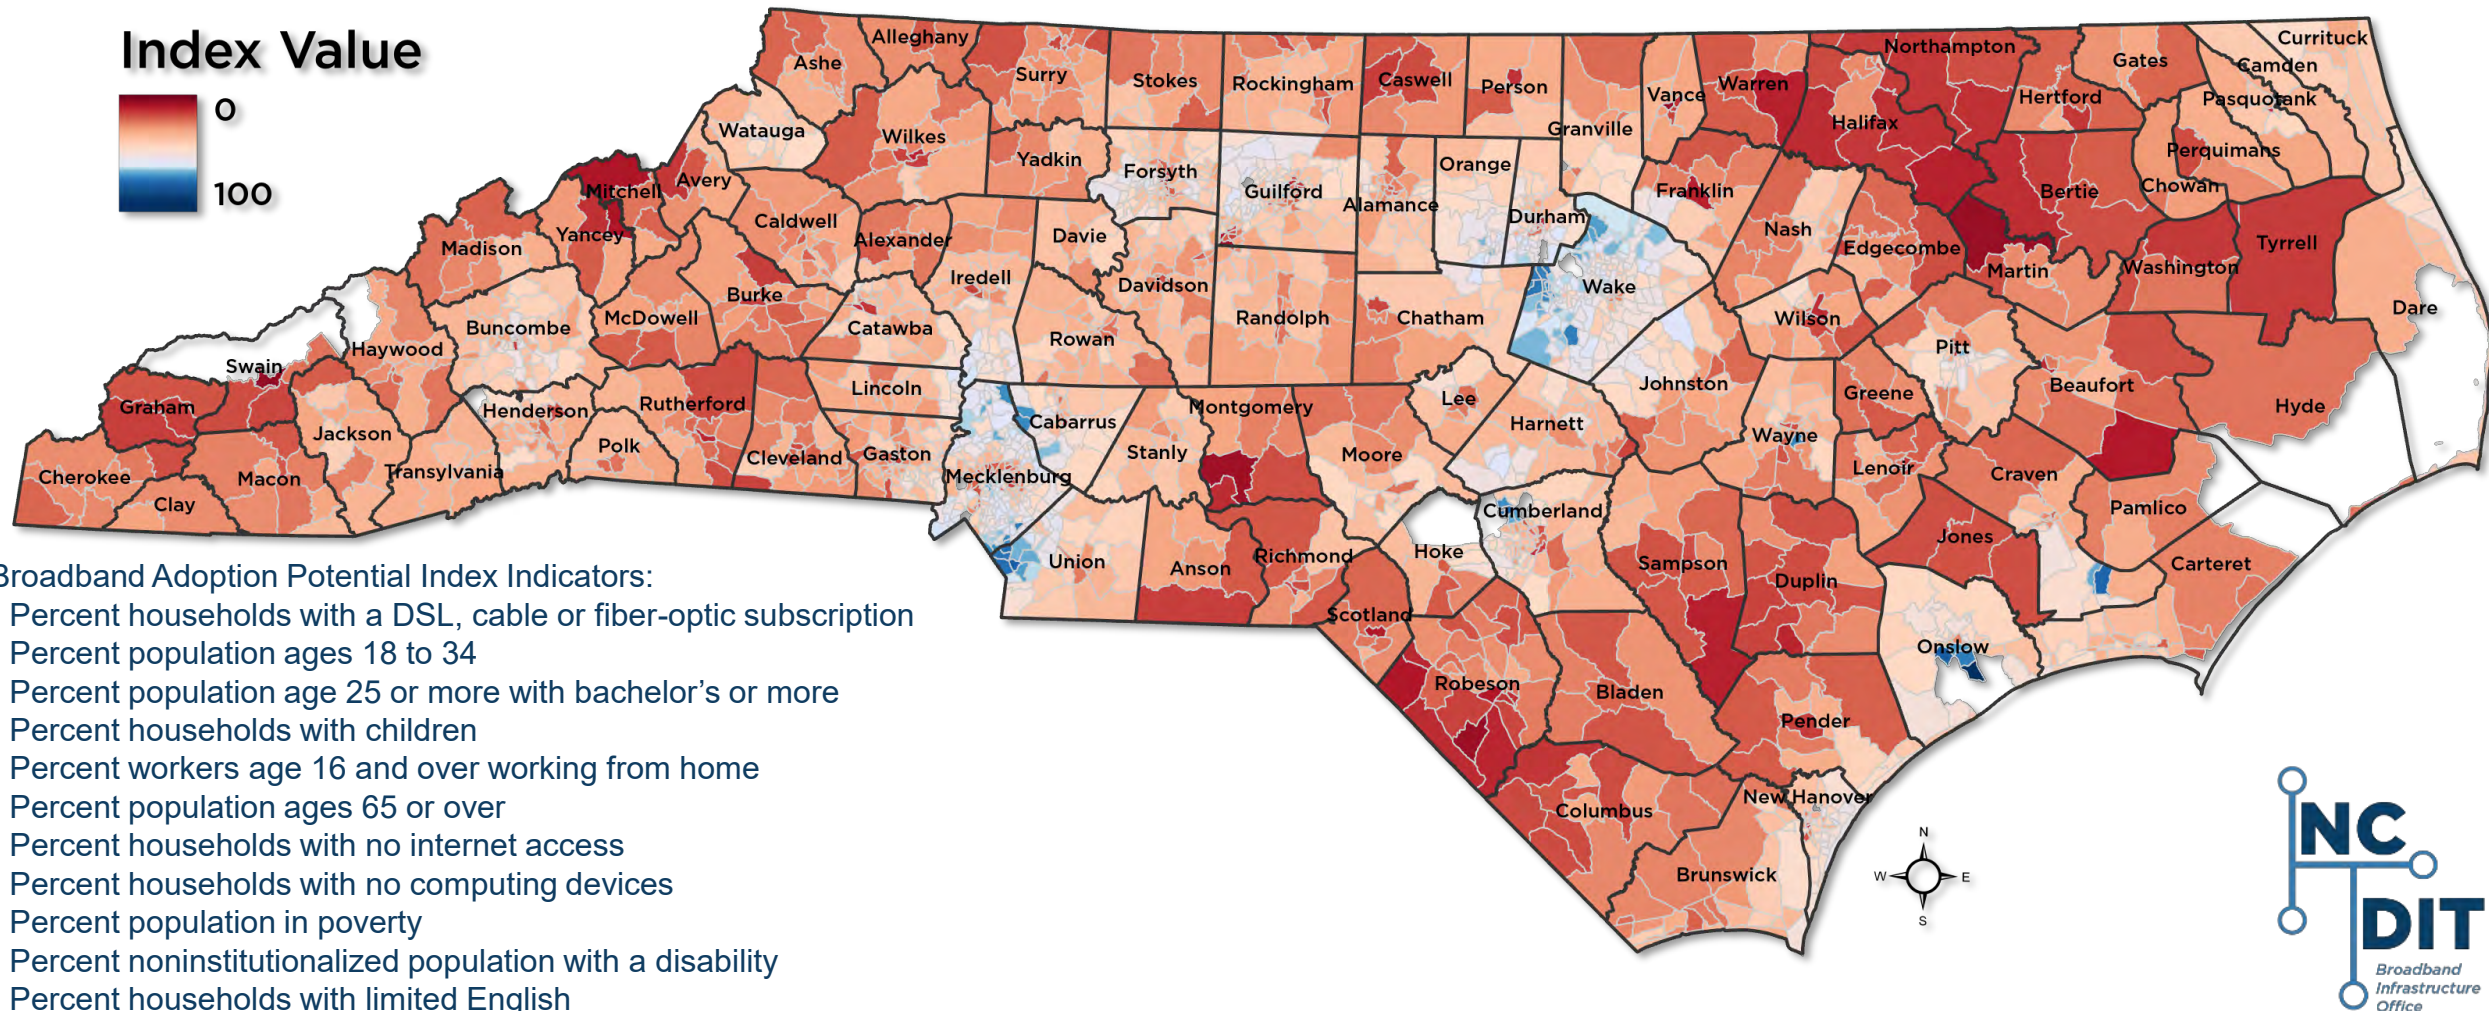 Index Value
0
100
Ashe
Alleghany
Surry
Stokes
Rockingham
Caswell
Person
Vance
Warren
Northampton
Gates
Currituck
Camden
Pasquotank
Hertford
Halifax
Granville
Watauga
Wilkes
Yadkin
Forsyth
Guilford
Alamance
Orange
Durham
Franklin
Perquimans
Chowan
Bertie
Mitchell
Avery
Yancey
Madison
Caldwell
Alexander
Iredell
Davie
Davidson
Nash
Edgecombe
Martin
Washington
Tyrrell
Dare
Wake
Burke
McDowell
Buncombe
Catawba
Rowan
Randolph
Chatham
Wilson
Pitt
Haywood
Swain
Graham
Lincoln
Cabarrus
Montgomery
Lee
Johnston
Greene
Beaufort
Hyde
Henderson
Rutherford
Polk
Cleveland
Gaston
Stanly
Moore
Harnett
Wayne
Lenoir
Craven
Pamlico
Jackson
Transylvania
Macon
Cherokee
Clay
Mecklenburg
Union
Anson
Richmond
Hoke
Cumberland
Sampson
Duplin
Jones
Carteret
Onslow
Scotland
Robeson
Bladen
Pender
Columbus
New Hanover
Brunswick
Broadband Adoption Potential Index Indicators:
Percent households with a DSL, cable or fiber-optic subscription
Percent population ages 18 to 34
Percent population age 25 or more with bachelor’s or more
Percent households with children
Percent workers age 16 and over working from home
Percent population ages 65 or over
Percent households with no internet access
Percent households with no computing devices
Percent population in poverty
Percent noninstitutionalized population with a disability
Percent households with limited English
N
W E
S
NC
DIT
Broadband
Infrastructure
Office